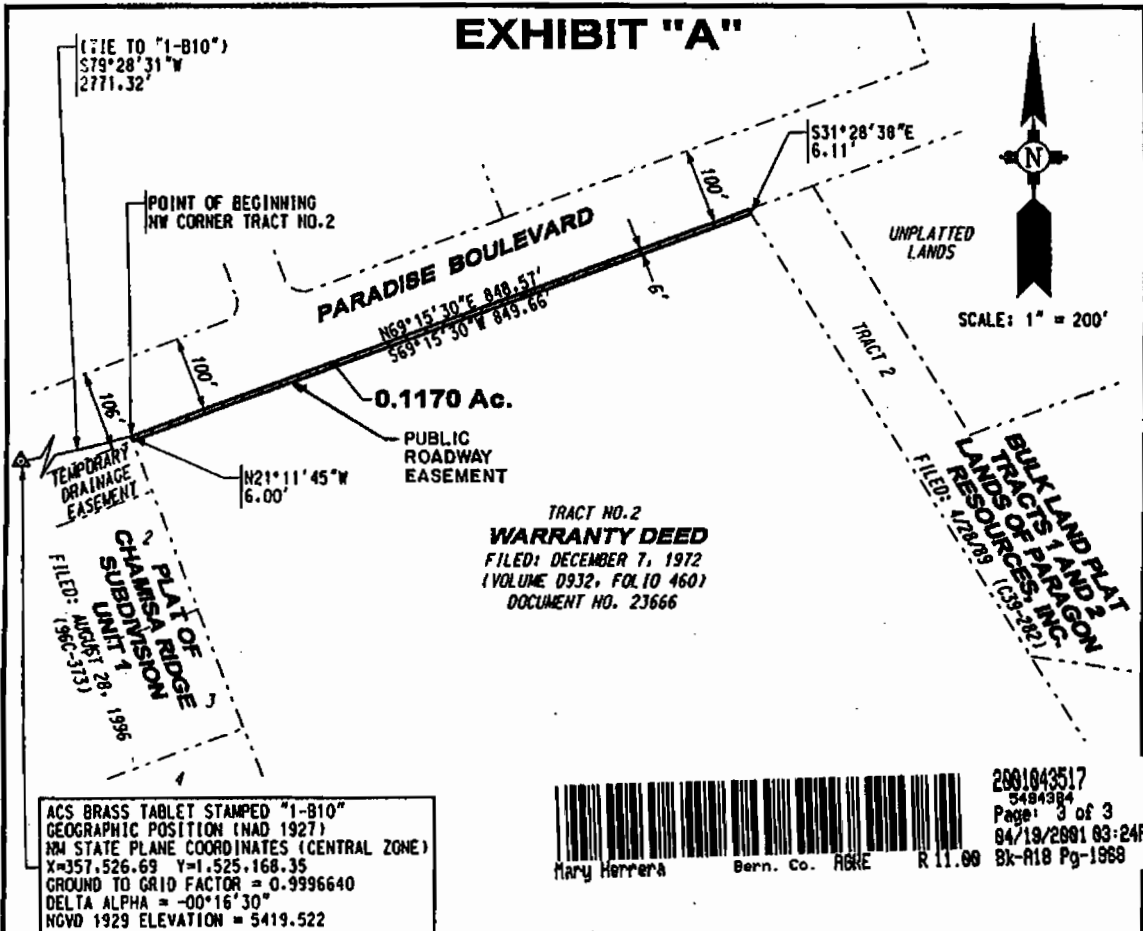 EXHIBIT "A"
(TIE TO "1-B10")
S79°28'31"W
2771.32'
S31°28'38"E
6.11'
N
POINT OF BEGINNING
NW CORNER TRACT NO.2
100'
UNPLATTED
LANDS
PARADISE BOULEVARD
SCALE: 1" = 200'
N69°15'30"E 848.57'
S69°15'30"W 849.66'
6'
100'
106'
TRACT 2
0.1170 Ac.
PUBLIC
ROADWAY
EASEMENT
TEMPORARY
DRAINAGE
EASEMENT
N21°11'45"W
6.00'
BULK LAND PLAT
TRACTS 1 AND 2
LANDS OF PARAGON
RESOURCES, INC.
FILED: 4/28/89 (C39-282)
TRACT NO.2
WARRANTY DEED
FILED: DECEMBER 7, 1972
(VOLUME D932, FOLIO 460)
DOCUMENT NO. 23666
2
PLAT OF
CHAMISA RIDGE
SUBDIVISION
UNIT 1
FILED: AUGUST 28, 1996
(96C-373)
3
4
ACS BRASS TABLET STAMPED "1-B10"
GEOGRAPHIC POSITION (NAD 1927)
NM STATE PLANE COORDINATES (CENTRAL ZONE)
X=357,526.69 Y=1,525,168.35
GROUND TO GRID FACTOR = 0.9996640
DELTA ALPHA = -00°16'30"
NGVD 1929 ELEVATION = 5419.522
Mary Herrera Bern. Co. AGRE R 11.00
2001043517
5484384
Page: 3 of 3
04/19/2001 03:24P
Bk-A18 Pg-1968